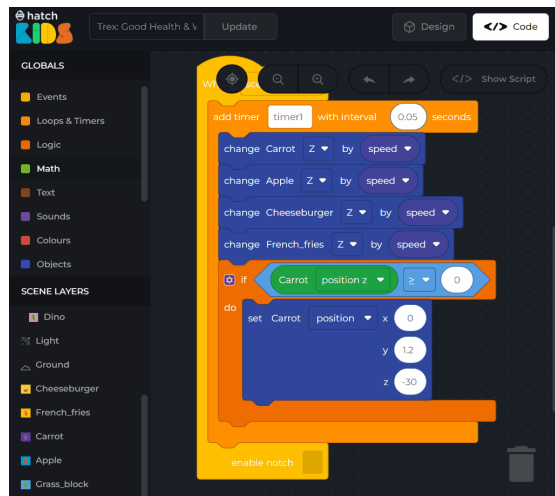 hatch
KIDS
Trex: Good Health & V
Update
Design
</> Code
GLOBALS
Events
Loops & Timers
Logic
Math
Text
Sounds
Colours
Objects
SCENE LAYERS
Dino
Light
Ground
Cheeseburger
French_fries
Carrot
Apple
Grass_block
</> Show Script
add timer timer1 with interval 0.05 seconds
change Carrot Z by speed
change Apple Z by speed
change Cheeseburger Z by speed
change French_fries Z by speed
if Carrot position z ≥ 0
do
set Carrot position x 0
y 1.2
z -30
enable notch